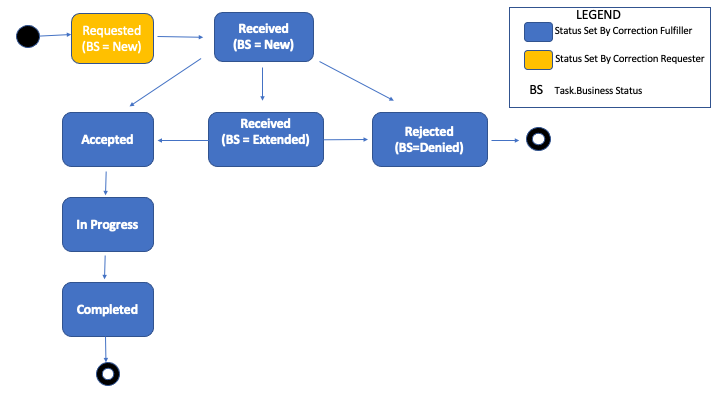 Requested
(BS = New)
Received
(BS = New)
LEGEND
Status Set By Correction Fulfiller
Status Set By Correction Requester
BS Task.Business Status
Accepted
Received
(BS = Extended)
Rejected
(BS=Denied)
In Progress
Completed